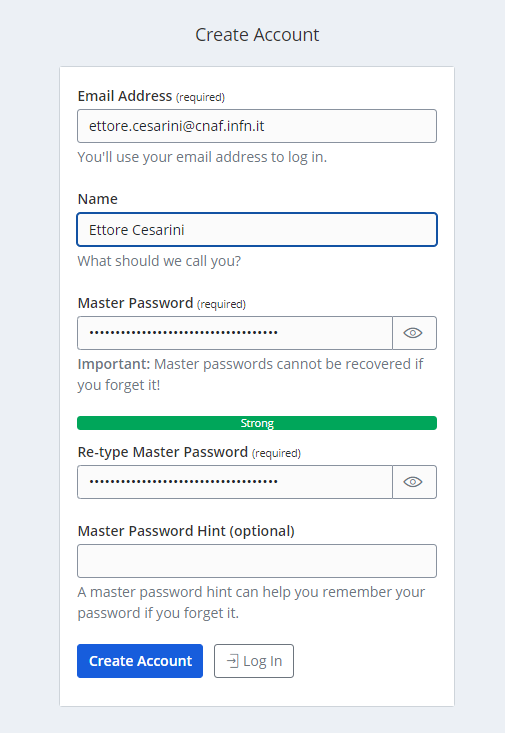 Create Account
Email Address (required)
ettore.cesarini@cnaf.infn.it
You'll use your email address to log in.
Name
Ettore Cesarini
What should we call you?
Master Password (required)
••••••••••••••••••••••••••••••••••••
Important: Master passwords cannot be recovered if
you forget it!
Strong
Re-type Master Password (required)
••••••••••••••••••••••••••••••••••••
Master Password Hint (optional)
A master password hint can help you remember your
password if you forget it.
Create Account
Log In